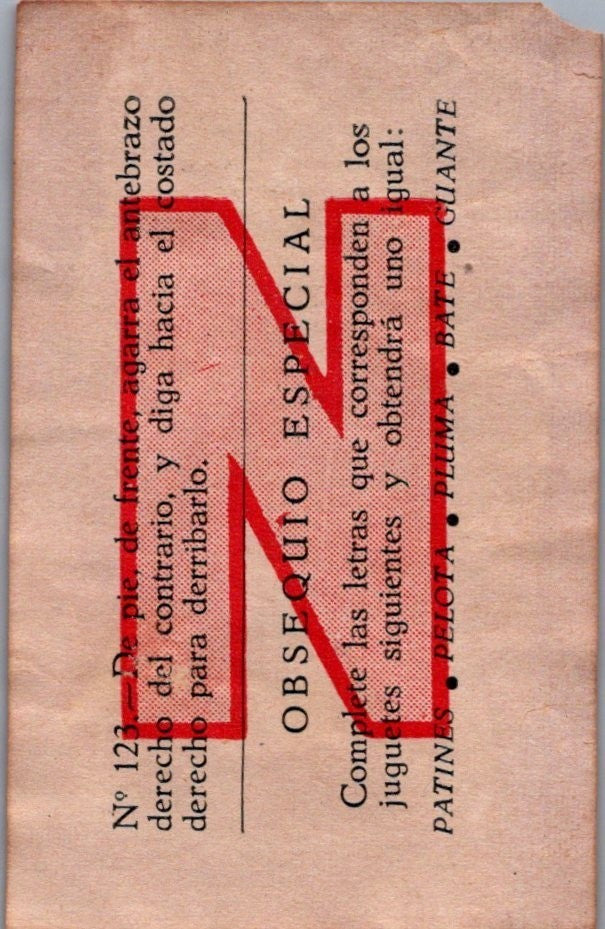 Nº 123.—De pie, de frente, agarra el antebrazo
derecho del contrario, y diga hacia el costado
derecho para derribarlo.
OBSEQUIO ESPECIAL
Complete las letras que corresponden a los
juguetes siguientes y obtendrá uno igual:
PATINES • PELOTA • PLUMA • BATE • GUANTE
N